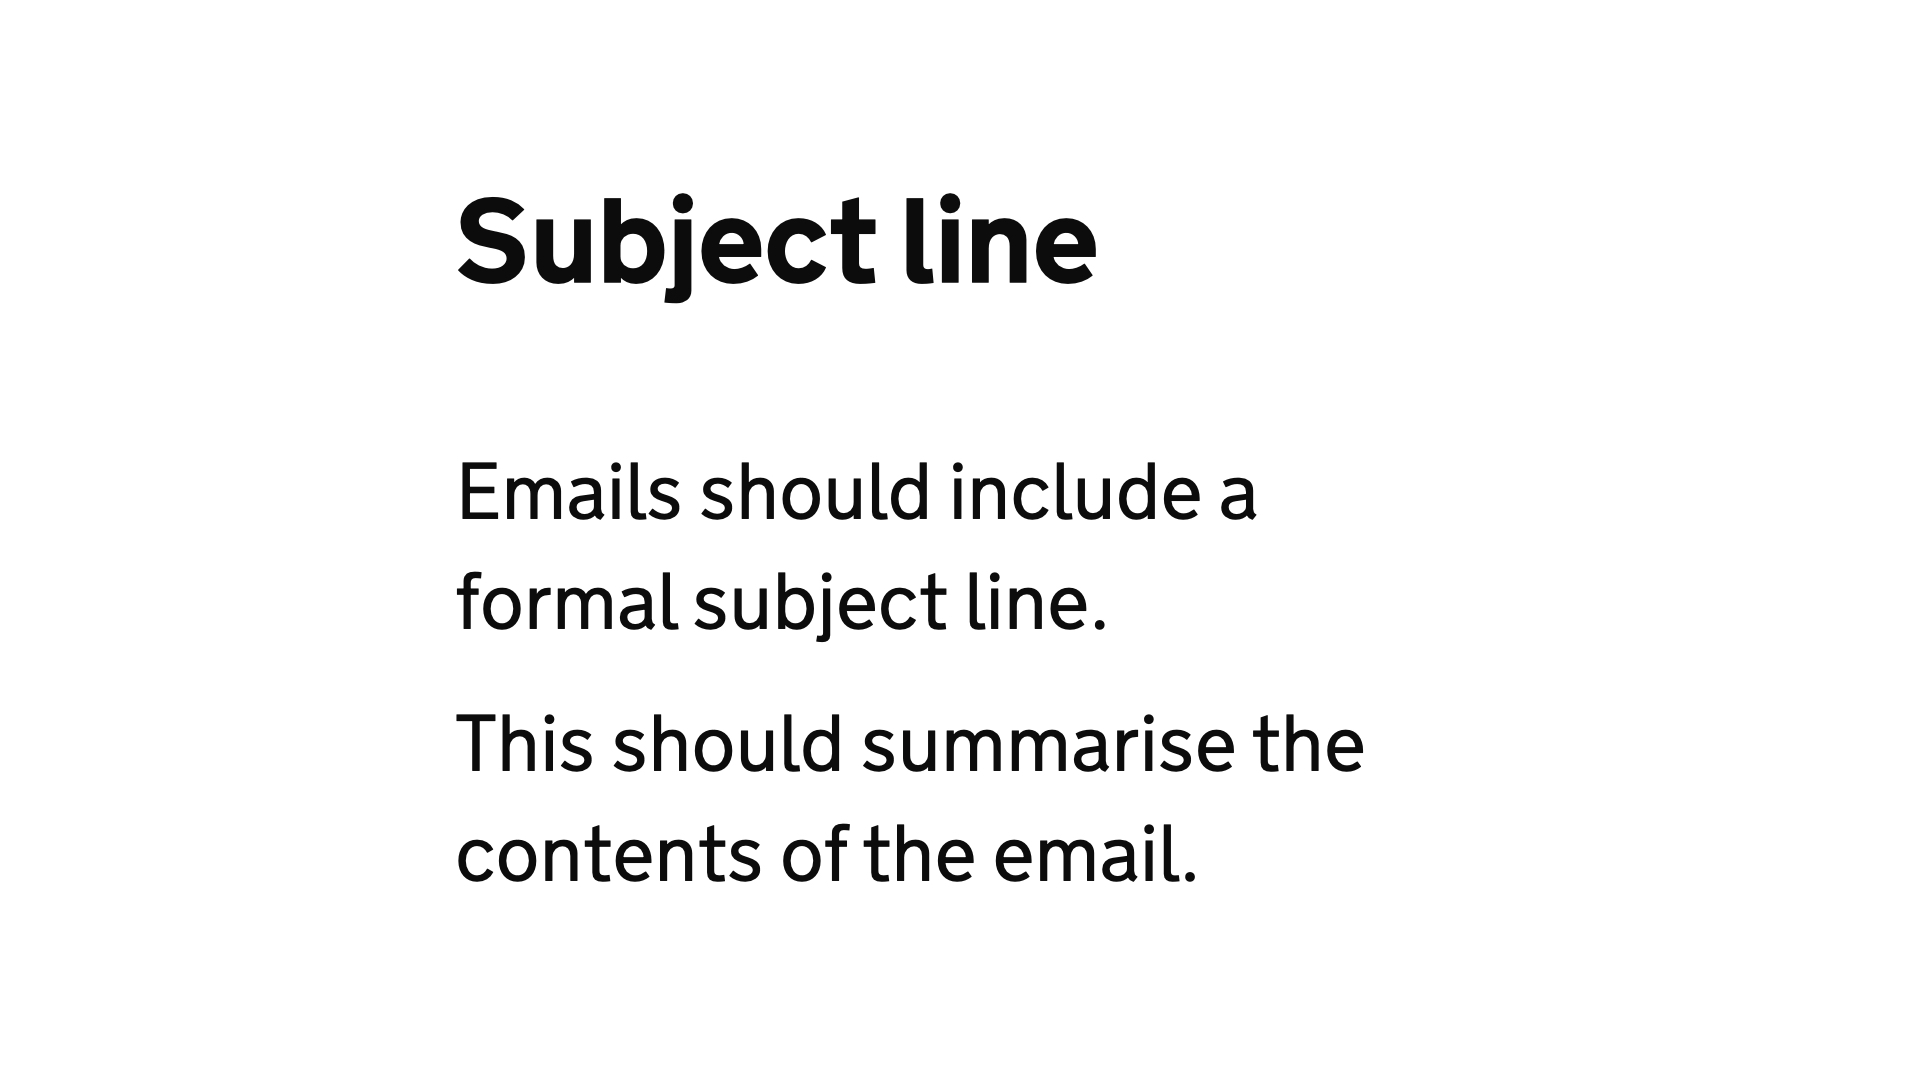 Subject line
Emails should include a
formal subject line.
This should summarise the
contents of the email.